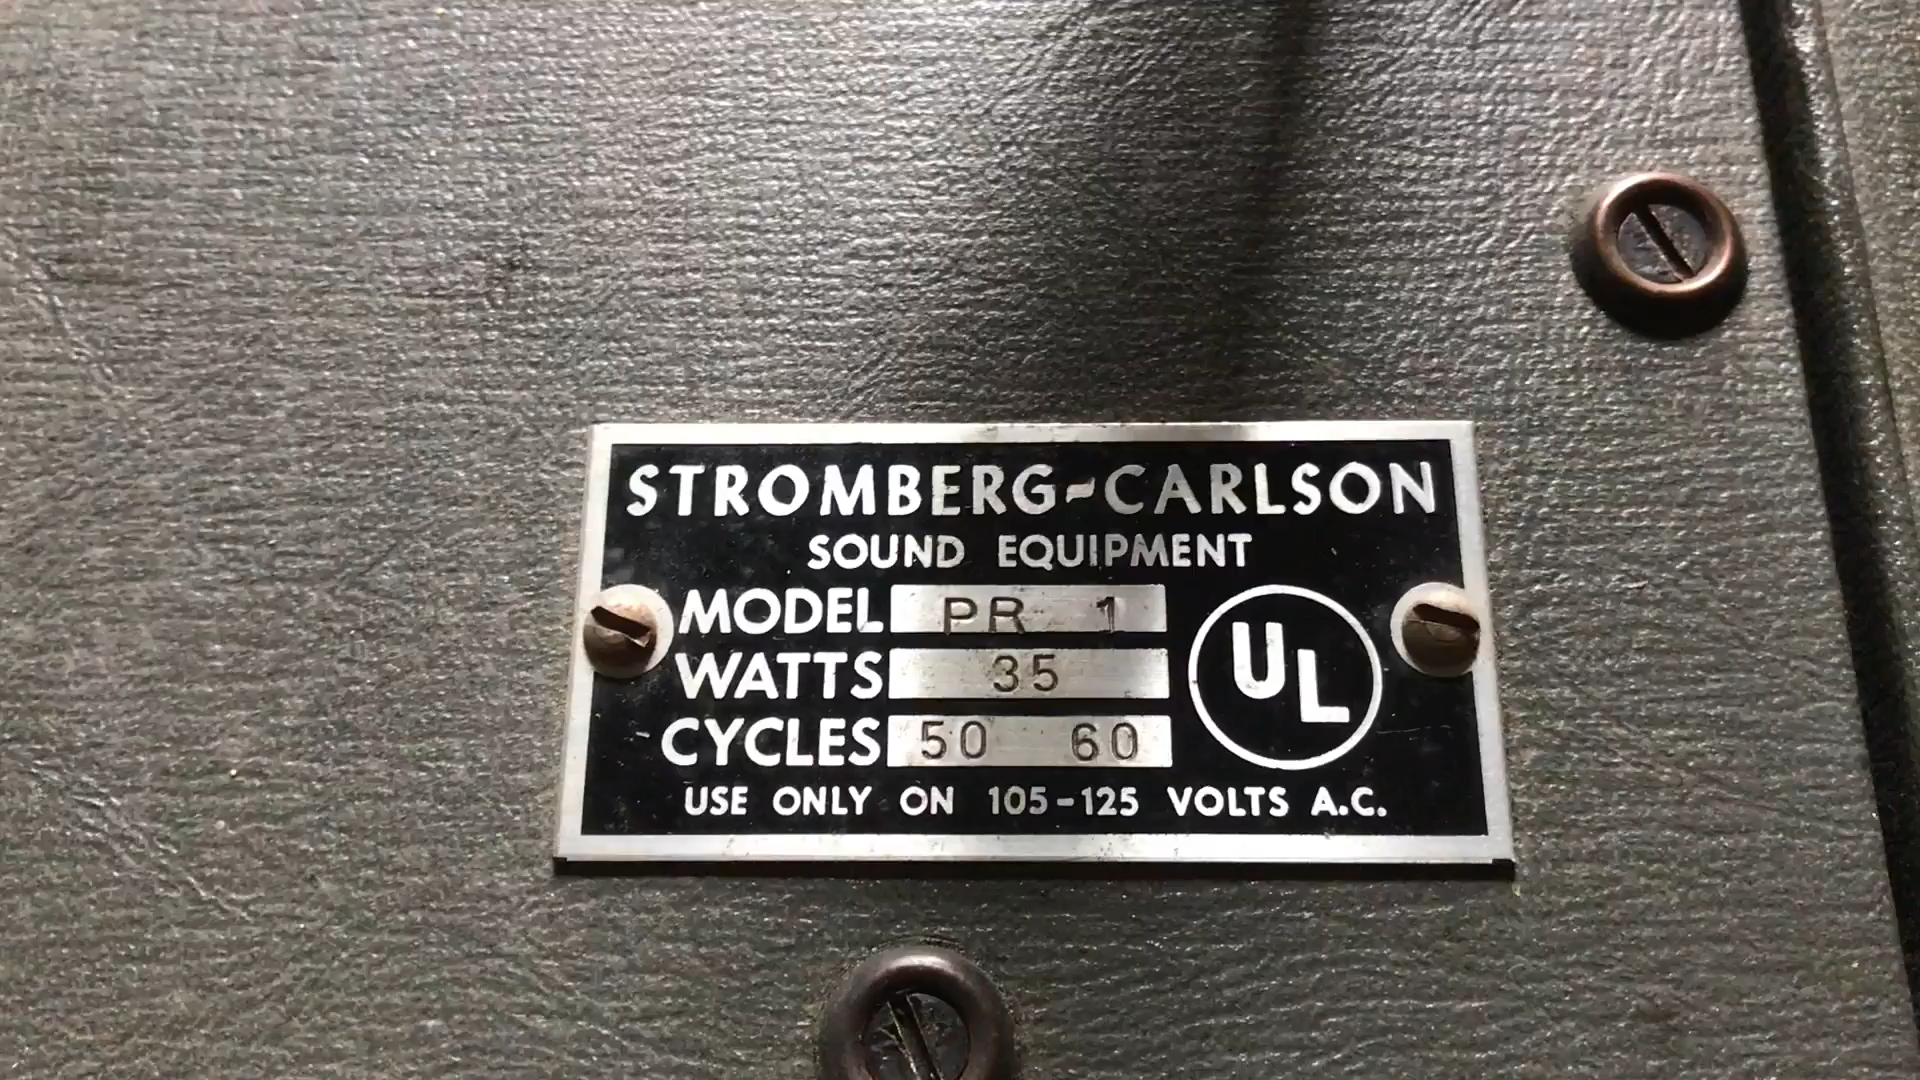 STROMBERG-CARLSON
SOUND EQUIPMENT
MODEL PR 1
WATTS 35
CYCLES 50 60
UL
USE ONLY ON 105-125 VOLTS A.C.